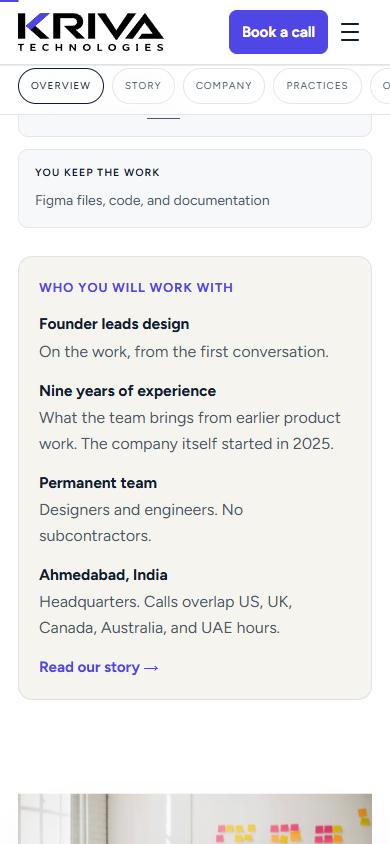 KRIVA
TECHNOLOGIES
Book a call
OVERVIEW
STORY
COMPANY
PRACTICES
YOU KEEP THE WORK
Figma files, code, and documentation
WHO YOU WILL WORK WITH
Founder leads design
On the work, from the first conversation.
Nine years of experience
What the team brings from earlier product
work. The company itself started in 2025.
Permanent team
Designers and engineers. No
subcontractors.
Ahmedabad, India
Headquarters. Calls overlap US, UK,
Canada, Australia, and UAE hours.
Read our story →